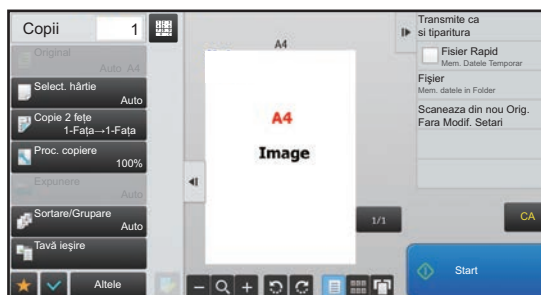 Copii 1
Original
Auto A4
Select. hârtie
Auto
Copie 2 fețe
1-Fața→1-Fața
Proc. copiere
100%
Expunere
Auto
Sortare/Grupare
Auto
Tavă ieșire
Altele
A4
A4
Image
1/1
Transmite ca
si tiparitura
Fisier Rapid
Mem. Datele Temporar
Fișier
Mem. datele in Folder
Scaneaza din nou Orig.
Fara Modif. Setari
CA
Start